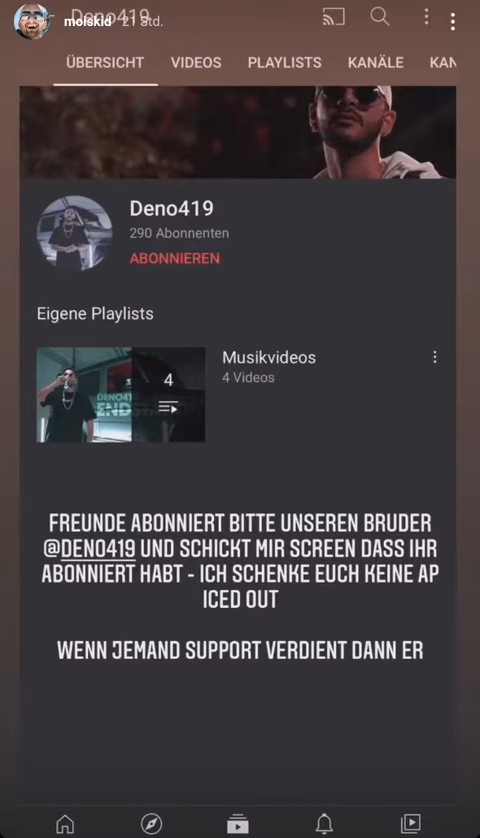 Deno419
molskid 21 Std.
ÜBERSICHT VIDEOS PLAYLISTS KANÄLE KAN
Deno419
290 Abonnenten
ABONNIEREN
Eigene Playlists
4
Musikvideos
4 Videos
FREUNDE ABONNIERT BITTE UNSEREN BRUDER
@DENO419 UND SCHICKT MIR SCREEN DASS IHR
ABONNIERT HABT - ICH SCHENKE EUCH KEINE AP
ICED OUT
WENN JEMAND SUPPORT VERDIENT DANN ER